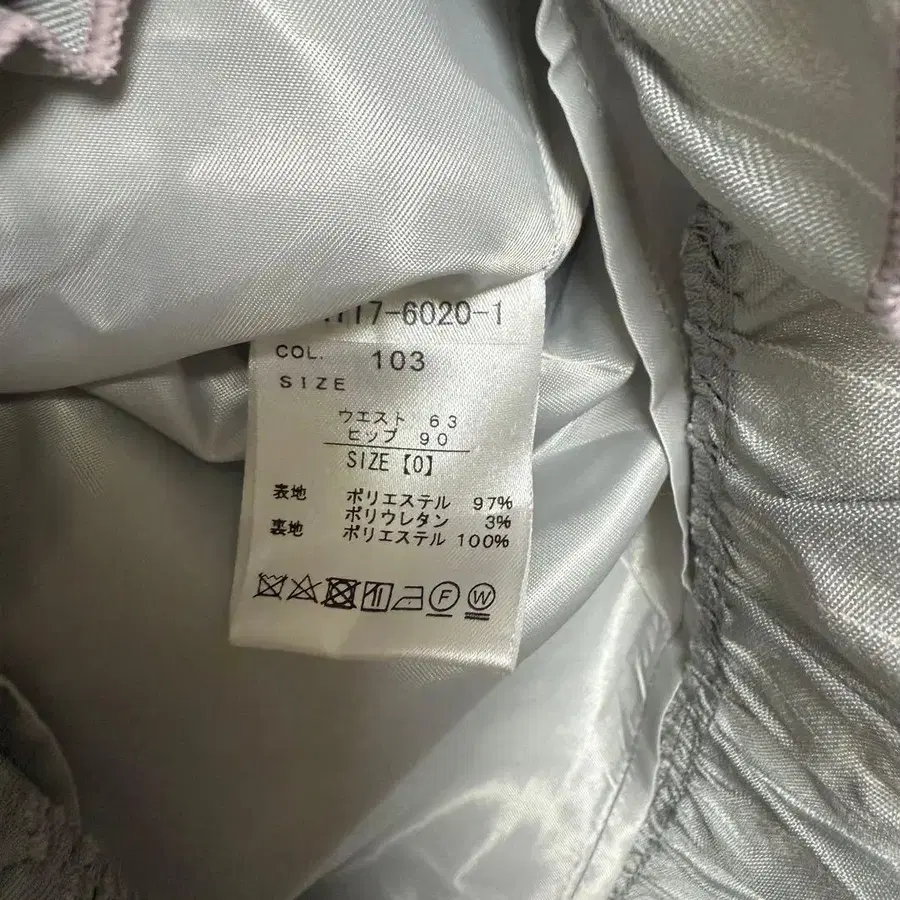 117-6020-1
COL. 103
SIZE
ウエスト 63
ヒップ 90
SIZE【0】
表地 ポリエステル 97%
ポリウレタン 3%
裏地 ポリエステル 100%
F W